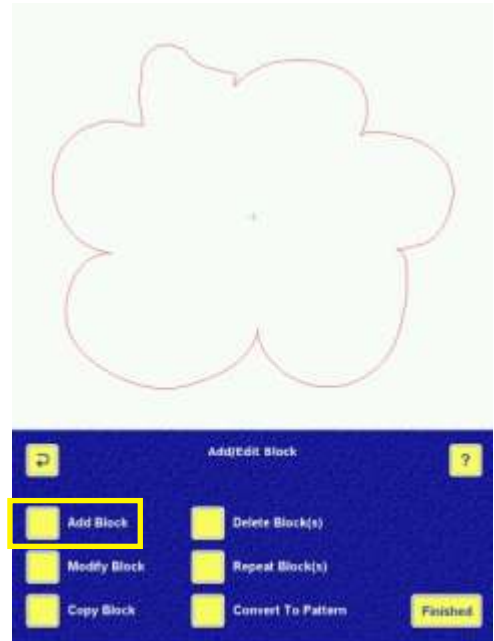 Add/Edit Block
?
Add Block
Delete Block(s)
Modify Block
Repeat Block(s)
Copy Block
Convert To Pattern
Finished